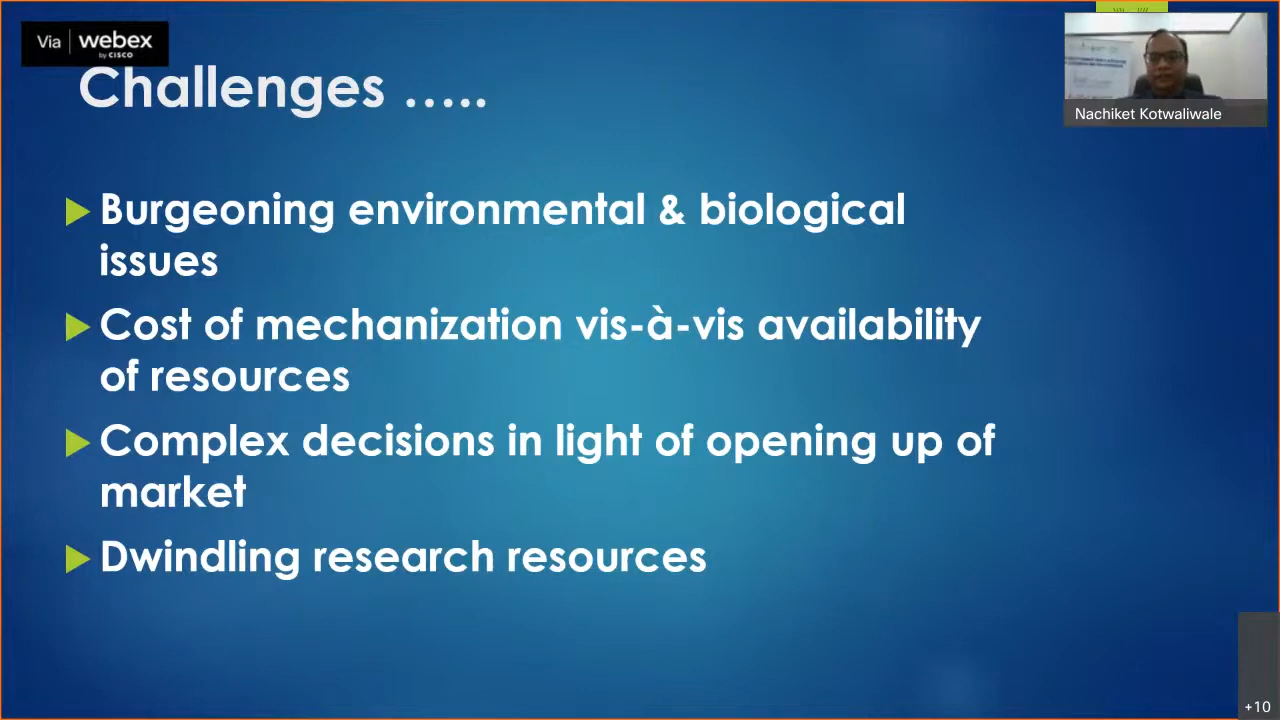 Via webex
by CISCO
Challenges …..
Nachiket Kotwaliwale
Burgeoning environmental & biological
issues
Cost of mechanization vis-à-vis availability
of resources
Complex decisions in light of opening up of
market
Dwindling research resources
+10